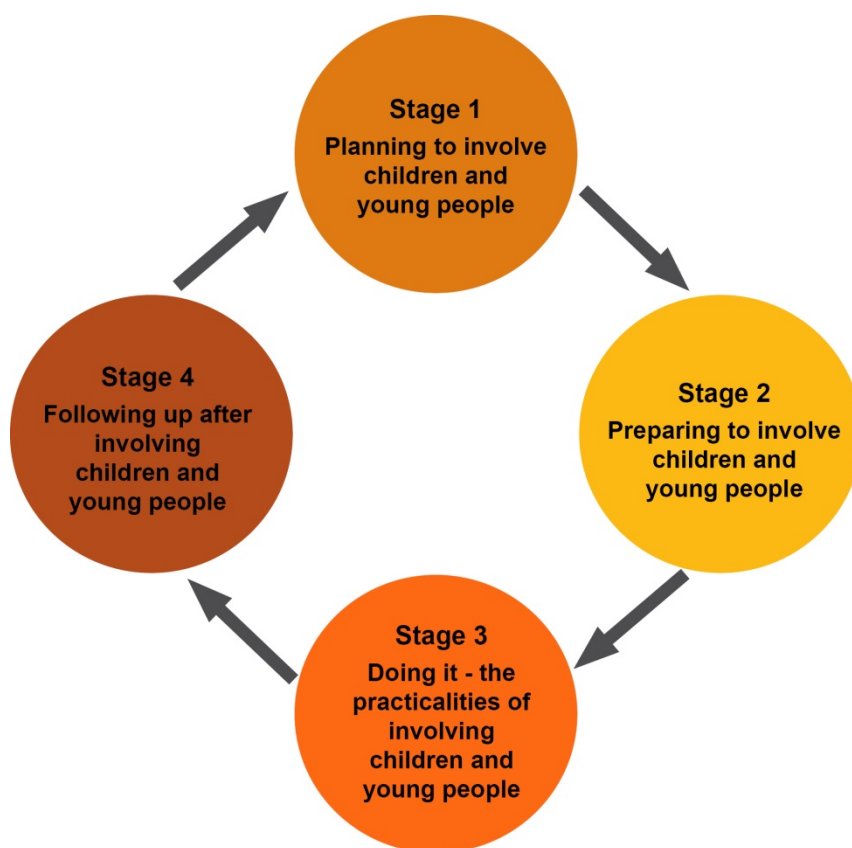 Stage 1
Planning to involve
children and
young people
Stage 2
Preparing to involve
children and
young people
Stage 3
Doing it - the
practicalities of
involving
children and
young people
Stage 4
Following up after
involving
children and
young people